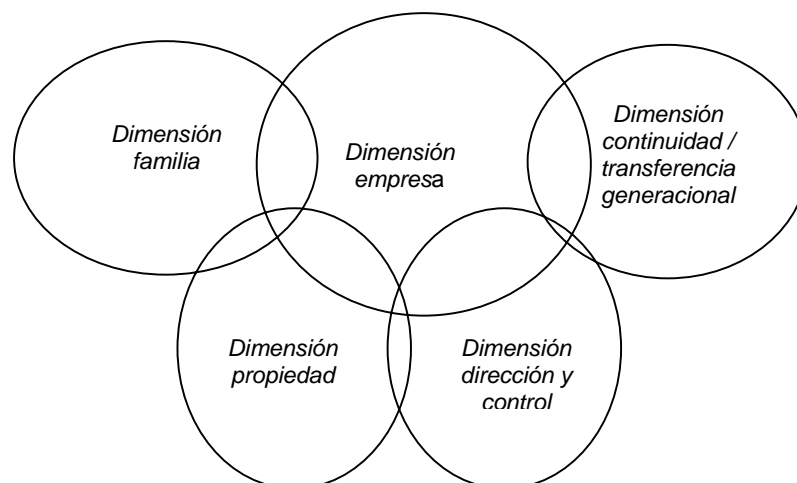 Dimensión
familia
Dimensión
empresa
Dimensión
continuidad /
transferencia
generacional
Dimensión
propiedad
Dimensión
dirección y
control